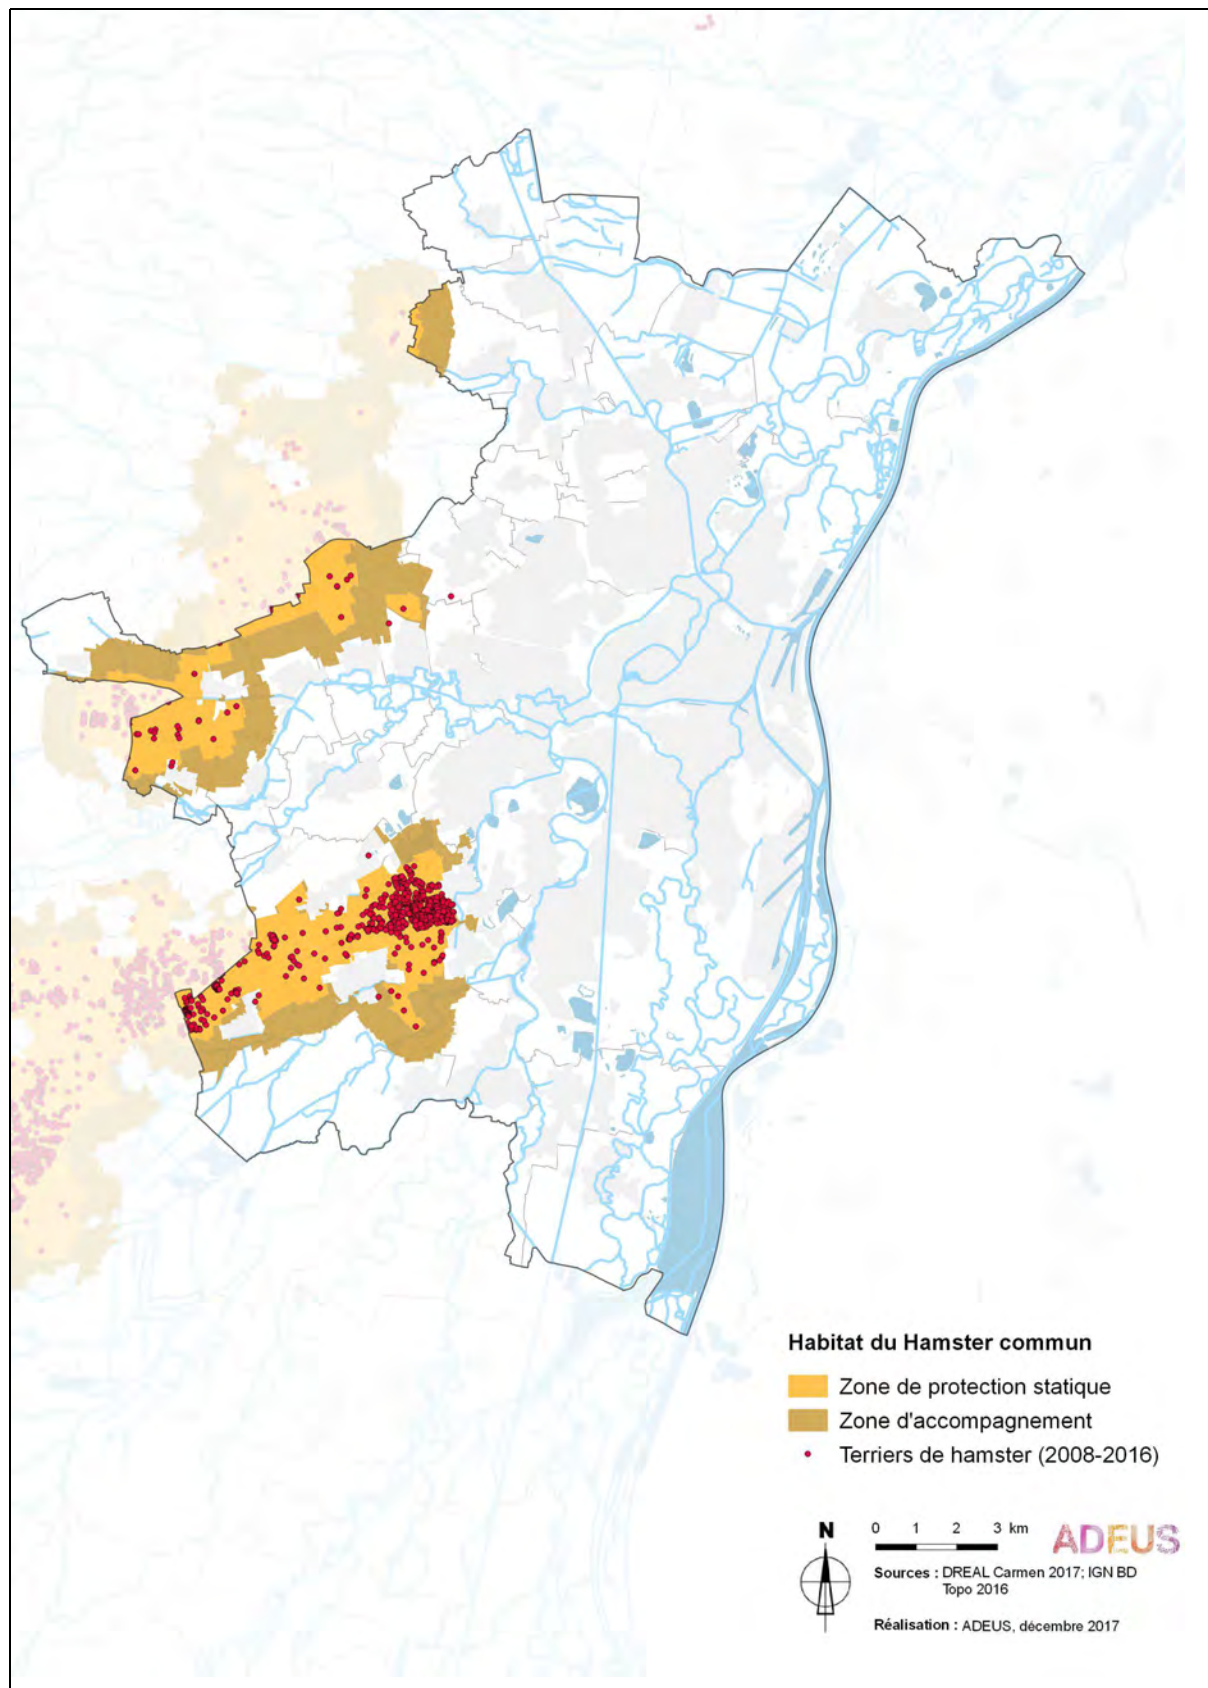 Habitat du Hamster commun
Zone de protection statique
Zone d'accompagnement
Terriers de hamster (2008-2016)
N
0 1 2 3 km
ADEUS
Sources : DREAL Carmen 2017; IGN BD
Topo 2016
Réalisation : ADEUS, décembre 2017